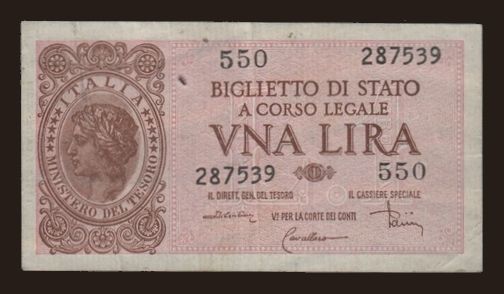 550 287539
BIGLIETTO DI STATO
A CORSO LEGALE
VNA LIRA
287539 550
IL DIRETT. GEN. DEL TESORO IL CASSIERE SPECIALE
V: PER LA CORTE DEI CONTI
Cavallaro
ITALIA
MINISTERO DEL TESORO